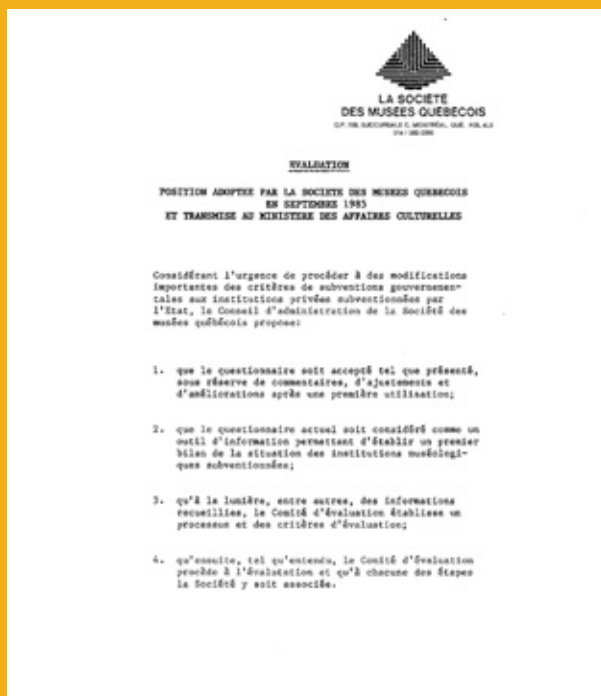 LA SOCIÉTÉ
DES MUSÉES QUÉBÉCOIS
EVALUATION
POSITION ADOPTEE PAR LA SOCIETE DES MUSEES QUEBECOIS
EN SEPTEMBRE 1985
ET TRANSMISE AU MINISTERE DES AFFAIRES CULTURELLES
Considérant l'urgence de procéder à des modifications
importantes des critères de subventions gouvernemen-
tales aux institutions privées subventionnées par
l'Etat, le Conseil d'administration de la Société des
musées québécois propose:
1. que le questionnaire soit accepté tel que présenté,
sous réserve de commentaires, d'ajustements et
d'améliorations après une première utilisation;
2. que le questionnaire actuel soit considéré comme un
outil d'information permettant d'établir un premier
bilan de la situation des institutions muséologi-
ques subventionnées;
3. qu'à la lumière, entre autres, des informations
recueillies, le Comité d'évaluation établisse un
processus et des critères d'évaluation;
4. qu'ensuite, tel qu'entendu, le Comité d'évaluation
procède à l'évaluation et qu'à chacune des étapes
la Société y soit associée.